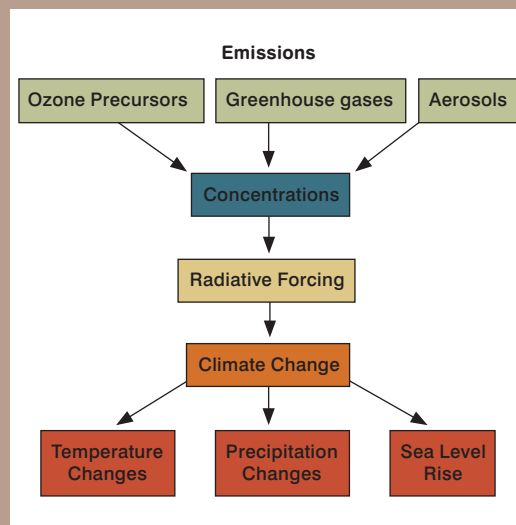 Emissions
Ozone Precursors
Greenhouse gases
Aerosols
Concentrations
Radiative Forcing
Climate Change
Temperature
Changes
Precipitation
Changes
Sea Level
Rise